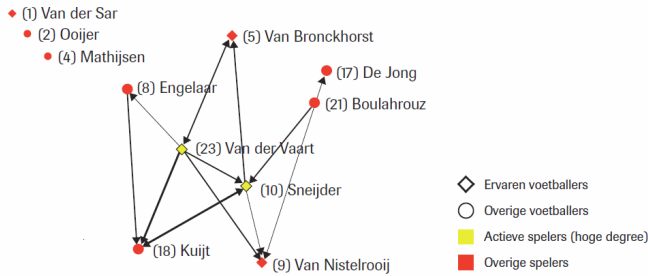 (1) Van der Sar
(2) Ooijer
(4) Mathijsen
(5) Van Bronckhorst
(17) De Jong
(8) Engelaar
(21) Boulahrouz
(23) Van der Vaart
(10) Sneijder
(18) Kuijt
(9) Van Nistelrooij
Ervaren voetballers
Overige voetballers
Actieve spelers (hoge degree)
Overige spelers